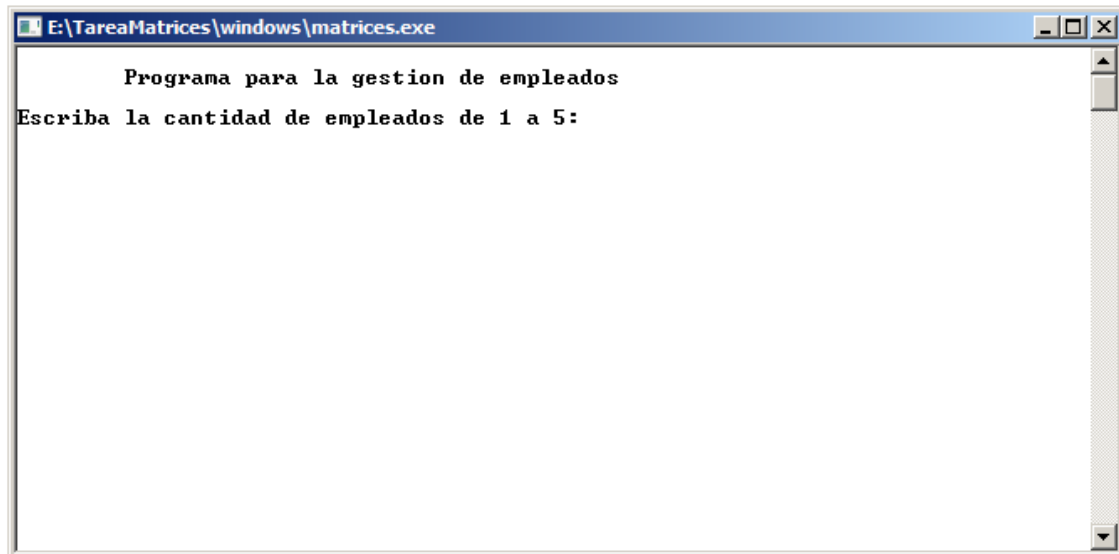 E:\TareaMatrices\windows\matrices.exe
Programa para la gestion de empleados
Escriba la cantidad de empleados de 1 a 5: